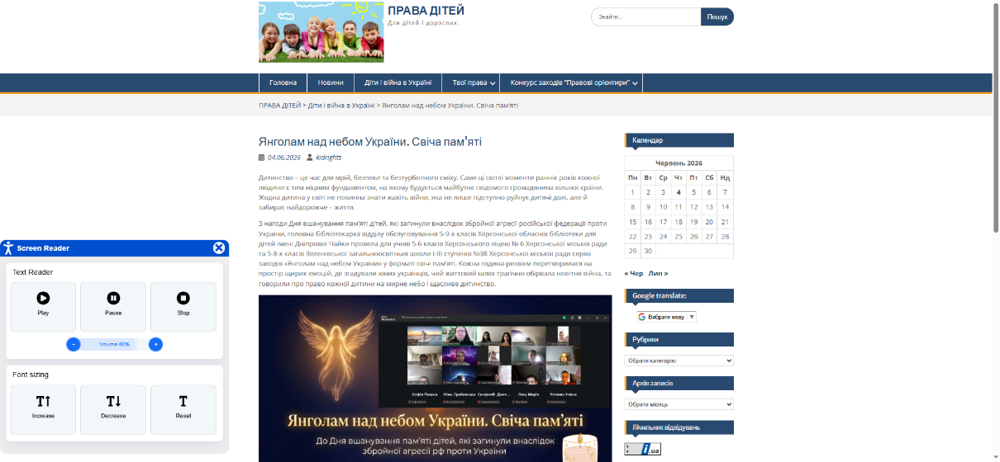 ПРАВА ДІТЕЙ
Для дітей і дорослих.
Знайти...
Пошук
Головна
Новини
Діти і війна в Україні
Твої права
Конкурс заходів “Правові орієнтири”
ПРАВА ДІТЕЙ > Діти і війна в Україні > Янголам над небом України. Свіча пам’яті
Янголам над небом України. Свіча пам’яті
04.06.2026 kidrights
Дитинство – це час для мрій, безпеки та безтурботного сміху. Саме ці світлі моменти ранніх років кожної
людини є тим міцним фундаментом, на якому будується майбутнє свідомого громадянина вільної країни.
Жодна дитина у світі не повинна знати жахіть війни, яка не лише підступно руйнує дитячі долі, але й
забирає найдорожче – життя.
З нагоди Дня вшанування пам’яті дітей, які загинули внаслідок збройної агресії російської федерації проти
України, головна бібліотекарка відділу обслуговування 5-9-х класів Херсонської обласної бібліотеки для
дітей імені Дніпрової Чайки провела для учнів 5-6 класів Херсонського ліцею № 6 Херсонської міської ради
та 5-8-х класів Зеленівської загальноосвітньої школи І-ІІІ ступенів №38 Херсонської міської ради серію
заходів «Янголам над небом України» у форматі свічі пам’яті. Кожна година-реквієм перетворилася на
простір щирих емоцій, де згадували юних українців, чий життєвий шлях трагічно обірвала новітня війна, та
говорили про право кожної дитини на мирне небо і щасливе дитинство.
Софія Пешна
Ніна Грабовська
Смерний Дани...
Люц Марік
Янголам над небом України. Свіча пам’яті
До Дня вшанування пам’яті дітей, які загинули внаслідок
збройної агресії рф проти України
Календар
Червень 2026
Пн Вт Ср Чт Пт Сб Нд
1 2 3 4 5 6 7
8 9 10 11 12 13 14
15 16 17 18 19 20 21
22 23 24 25 26 27 28
29 30
« Чер Лип »
Google translate:
Вибрати мову ▼
Рубрики
Обрати категорію
Архів записів
Обрати місяць
Лічильник відвідувань
i.ua
Screen Reader
Text Reader
Play
Pause
Stop
-
Volume 80%
+
Font sizing
Increase
Decrease
Reset